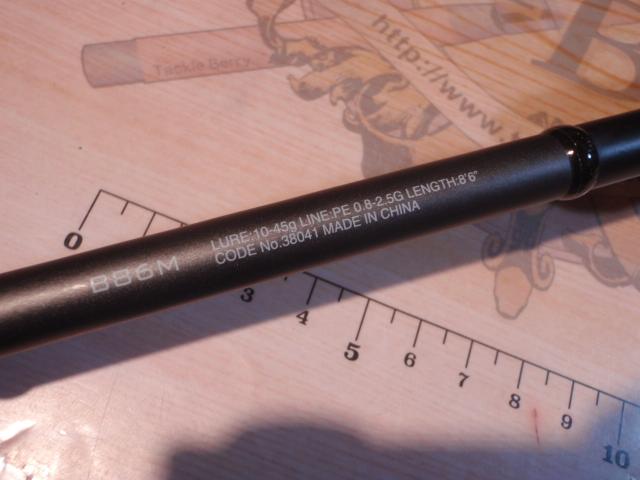 Tackle Berry
http://www.
B
LURE:10-45g LINE:PE 0.8-2.5G LENGTH:8'6"
CODE No.38041 MADE IN CHINA
B86M
0
3
4
5
6
7
8
9
10